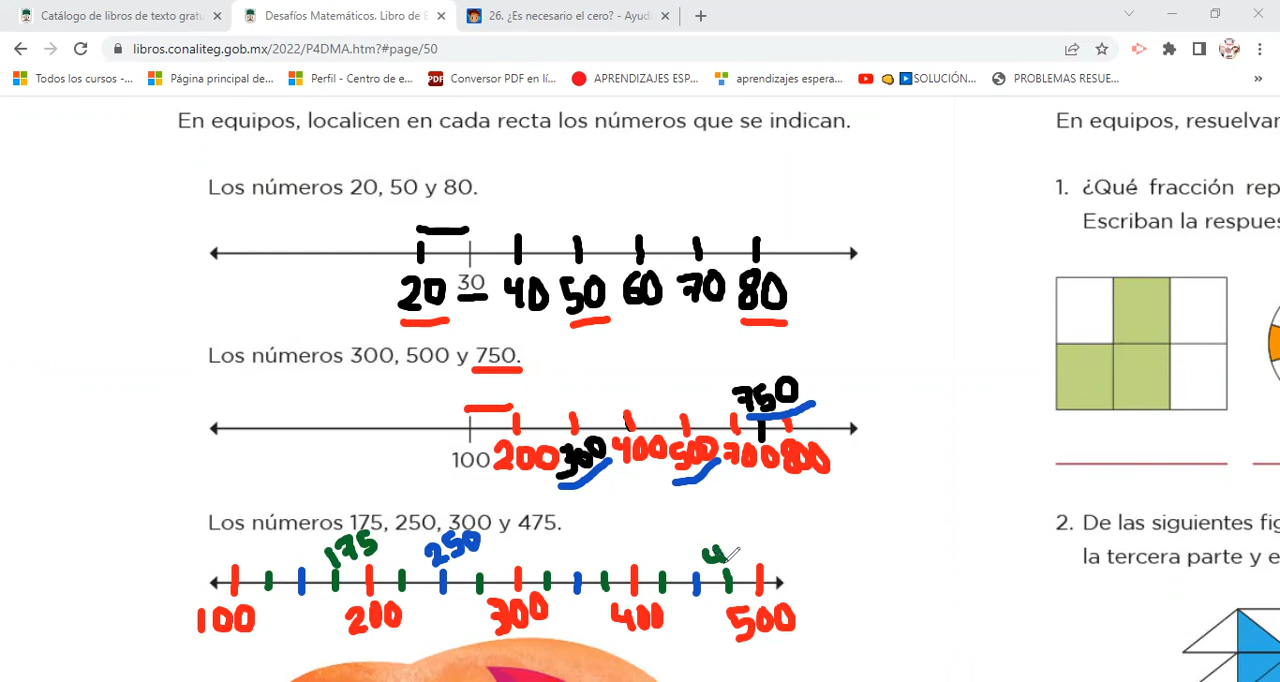 Catálogo de libros de texto gratu
Desafíos Matemáticos. Libro de E
26. ¿Es necesario el cero? - Ayud
libros.conaliteg.gob.mx/2022/P4DMA.htm?#page/50
Todos los cursos -...
Página principal de...
Perfil - Centro de e...
PDF
Conversor PDF en lí...
APRENDIZAJES ESP...
aprendizajes espera...
SOLUCIÓN...
PROBLEMAS RESUE...
»
En equipos, localicen en cada recta los números que se indican.
Los números 20, 50 y 80.
20 30 40 50 60 70 80
Los números 300, 500 y 750.
750
100 200 300 400 500 700 800
Los números 175, 250, 300 y 475.
175 250 4
100 200 300 400 500
En equipos, resuelvar
1. ¿Qué fracción rep
Escriban la respues
2. De las siguientes fig
la tercera parte y e